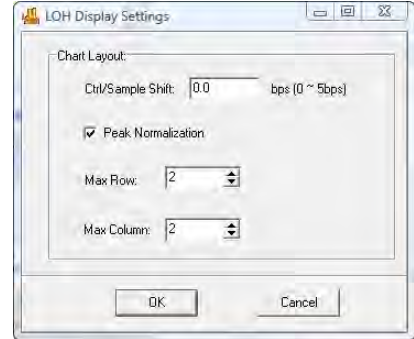 LOH Display Settings
Chart Layout:
Ctrl/Sample Shift: 0.0 bps (0 ~ 5bps)
Peak Normalization
Max Row: 2
Max Column: 2
OK Cancel